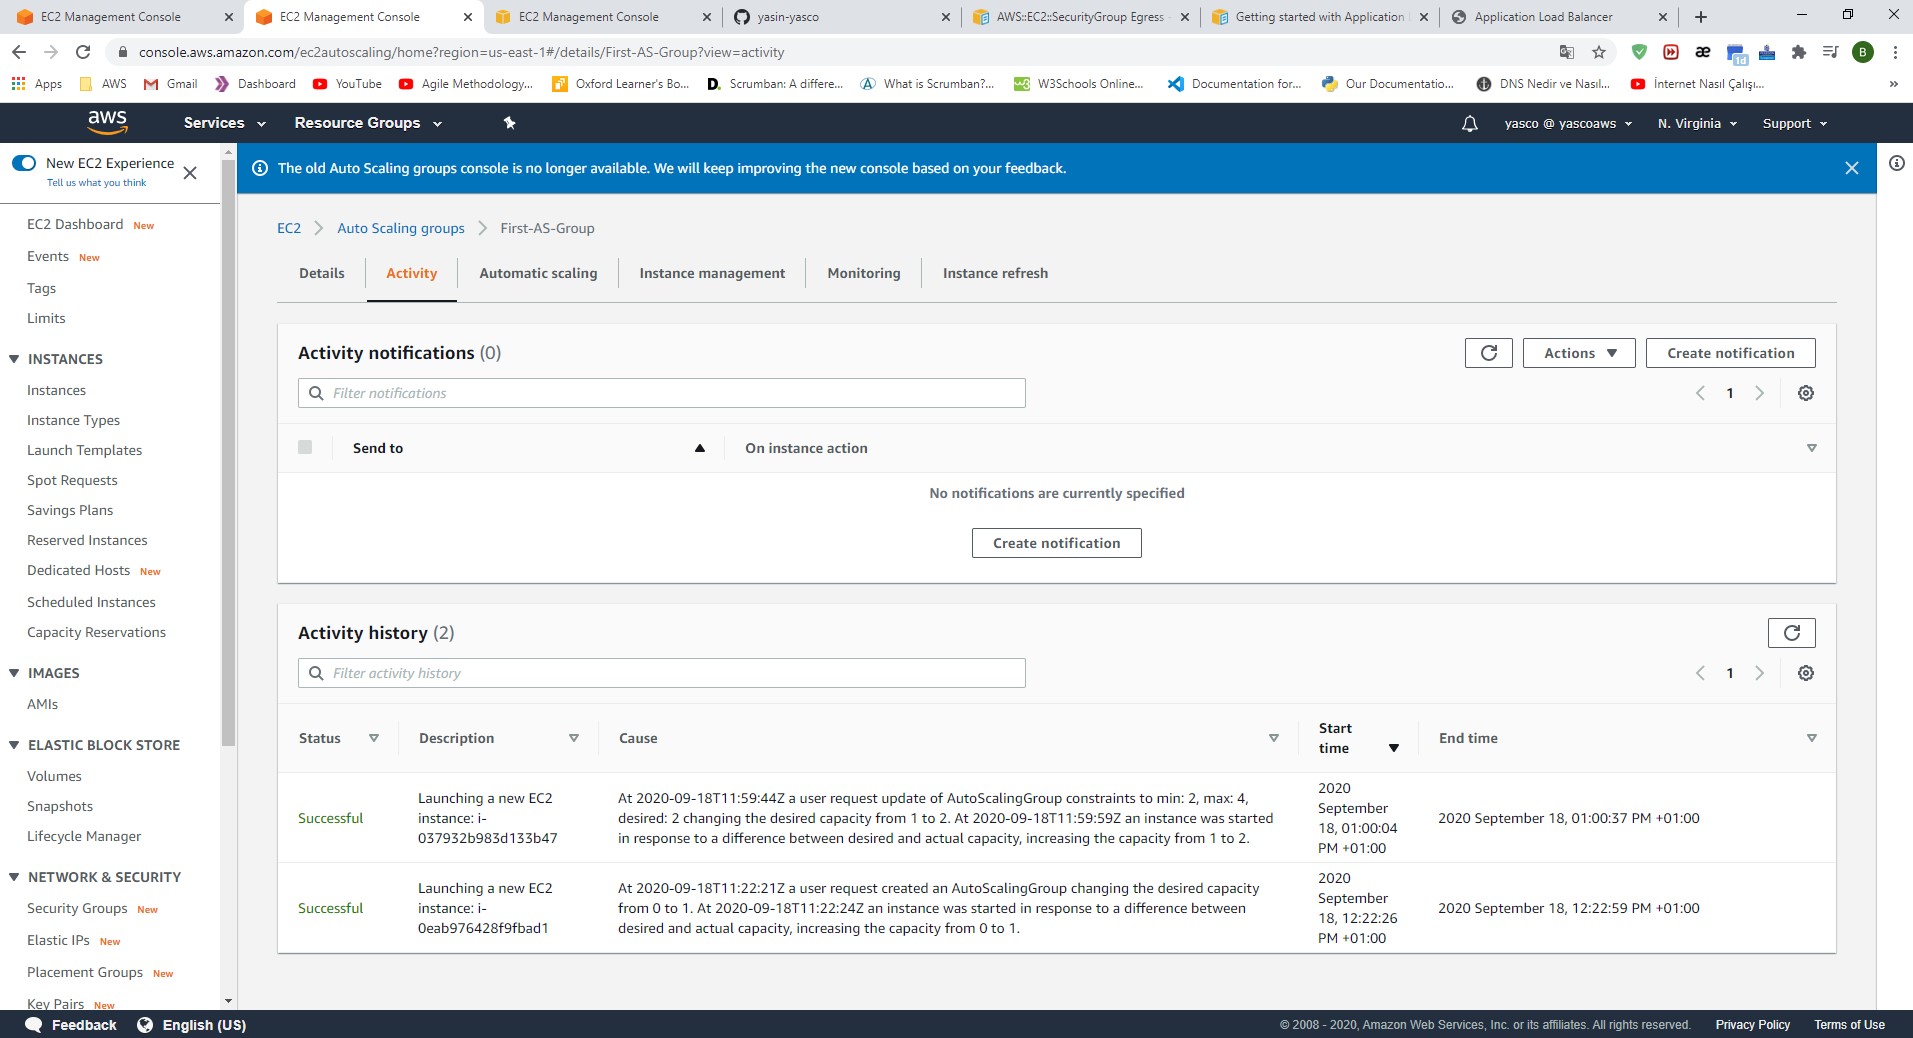 EC2 Management Console
EC2 Management Console
EC2 Management Console
yasin-yasco
AWS::EC2::SecurityGroup Egress
Getting started with Application
Application Load Balancer
console.aws.amazon.com/ec2autoscaling/home?region=us-east-1#/details/First-AS-Group?view=activity
æ
1d
B
Apps
AWS
Gmail
Dashboard
YouTube
Agile Methodology...
Oxford Learner's Bo...
D. Scrumban: A differe...
What is Scrumban?...
W3Schools Online...
Documentation for...
Our Documentatio...
DNS Nedir ve Nasıl...
İnternet Nasıl Çalışı...
»
aws
Services
Resource Groups
yasco @ yascoaws
N. Virginia
Support
New EC2 Experience
Tell us what you think
EC2 Dashboard New
Events New
Tags
Limits
INSTANCES
Instances
Instance Types
Launch Templates
Spot Requests
Savings Plans
Reserved Instances
Dedicated Hosts New
Scheduled Instances
Capacity Reservations
IMAGES
AMIs
ELASTIC BLOCK STORE
Volumes
Snapshots
Lifecycle Manager
NETWORK & SECURITY
Security Groups New
Elastic IPs New
Placement Groups New
Key Pairs New
The old Auto Scaling groups console is no longer available. We will keep improving the new console based on your feedback.
EC2 > Auto Scaling groups > First-AS-Group
Details
Activity
Automatic scaling
Instance management
Monitoring
Instance refresh
Activity notifications (0)
Actions
Create notification
Filter notifications
1
Send to
On instance action
No notifications are currently specified
Create notification
Activity history (2)
Filter activity history
1
Status
Description
Cause
Start
time
End time
Successful
Launching a new EC2
instance: i-
037932b983d133b47
At 2020-09-18T11:59:44Z a user request update of AutoScalingGroup constraints to min: 2, max: 4,
desired: 2 changing the desired capacity from 1 to 2. At 2020-09-18T11:59:59Z an instance was started
in response to a difference between desired and actual capacity, increasing the capacity from 1 to 2.
2020
September
18, 01:00:04
PM +01:00
2020 September 18, 01:00:37 PM +01:00
Successful
Launching a new EC2
instance: i-
0eab976428f9fbad1
At 2020-09-18T11:22:21Z a user request created an AutoScalingGroup changing the desired capacity
from 0 to 1. At 2020-09-18T11:22:24Z an instance was started in response to a difference between
desired and actual capacity, increasing the capacity from 0 to 1.
2020
September
18, 12:22:26
PM +01:00
2020 September 18, 12:22:59 PM +01:00
Feedback
English (US)
© 2008 - 2020, Amazon Web Services, Inc. or its affiliates. All rights reserved.
Privacy Policy
Terms of Use